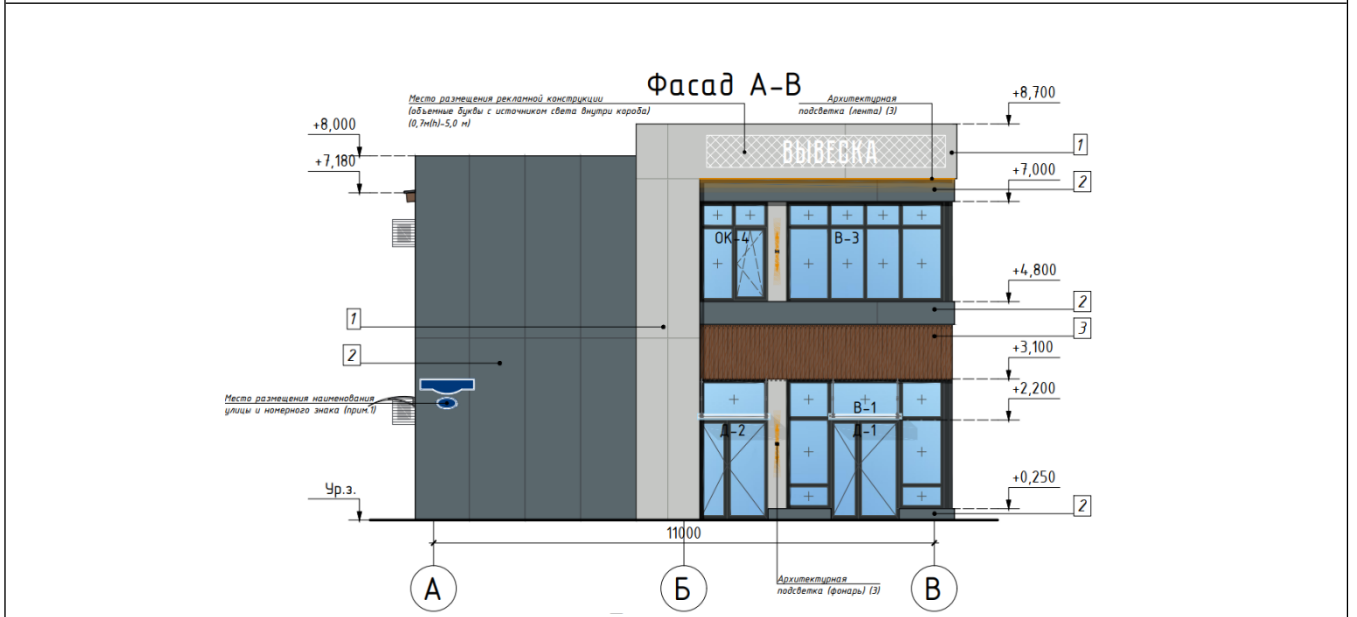 Фасад А-В
Место размещения рекламной конструкции
(объемные буквы с источником света внутри короба)
(0,7м(h)-5,0 м)
Архитектурная
подсветка (лента) (3)
+8,700
+8,000
1
ВЫВЕСКА
+7,180
+7,000
2
ОК-4
В-3
+4,800
2
1
3
2
+3,100
+2,200
Место размещения наименования
улицы и номерного знака (прим.1)
В-1
Д-2
Д-1
+0,250
Ур.з.
2
11000
А
Б
В
Архитектурная
подсветка (фонарь) (3)